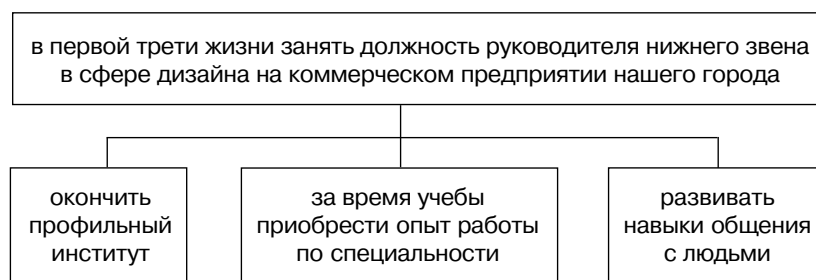 в первой трети жизни занять должность руководителя нижнего звена
в сфере дизайна на коммерческом предприятии нашего города
окончить
профильный
институт
за время учебы
приобрести опыт работы
по специальности
развивать
навыки общения
с людьми